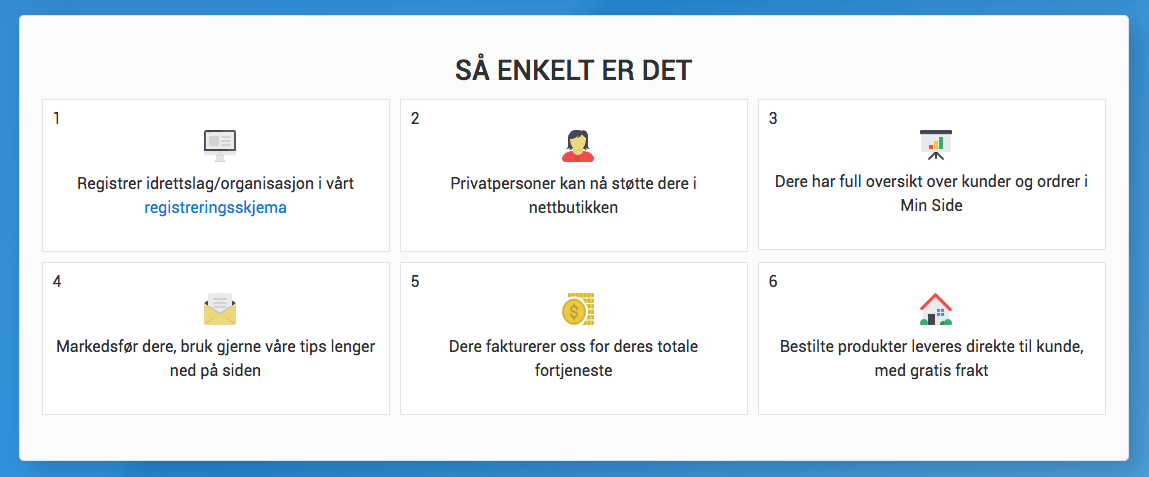 SÅ ENKELT ER DET
1
Registrer idrettslag/organisasjon i vårt
registreringsskjema
2
Privatpersoner kan nå støtte dere i
nettbutikken
3
Dere har full oversikt over kunder og ordrer i
Min Side
4
Markedsfør dere, bruk gjerne våre tips lenger
ned på siden
5
$
Dere fakturerer oss for deres totale
fortjeneste
6
Bestilte produkter leveres direkte til kunde,
med gratis frakt